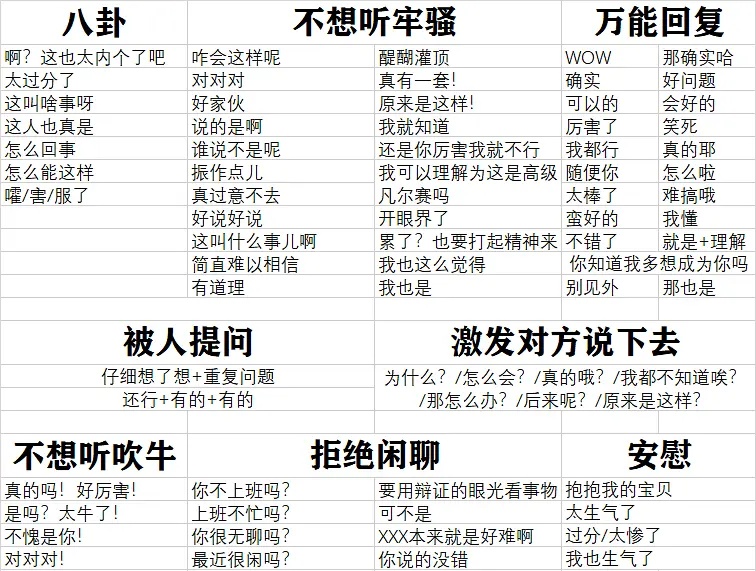 八卦 不想听牢骚 万能回复
啊？这也太内个了吧 咋会这样呢 醍醐灌顶 WOW 那确实哈
太过分了 对对对 真有一套！ 确实 好问题
这叫啥事呀 好家伙 原来是这样！ 可以的 会好的
这人也真是 说的是啊 我就知道 厉害了 笑死
怎么回事 谁说不是呢 还是你厉害我就不行 我都行 真的耶
怎么能这样 振作点儿 我可以理解为这是高级 随便你 怎么啦
嚯/害/服了 真过意不去 凡尔赛吗 太棒了 难搞哦
好说好说 开眼界了 蛮好的 我懂
这叫什么事儿啊 累了？也要打起精神来 不错了 就是+理解
简直难以相信 我也这么觉得 你知道我多想成为你吗
有道理 我也是 别见外 那也是
被人提问 激发对方说下去
仔细想了想+重复问题 为什么？/怎么会？/真的哦？/我都不知道唉？
还行+有的+有的 /那怎么办？/后来呢？/原来是这样？
不想听吹牛 拒绝闲聊 安慰
真的吗！好厉害！ 你不上班吗？ 要用辩证的眼光看事物 抱抱我的宝贝
是吗？太牛了！ 上班不忙吗？ 可不是 太生气了
不愧是你！ 你很无聊吗？ XXX本来就是好难啊 过分/太惨了
对对对！ 最近很闲吗？ 你说的没错 我也生气了